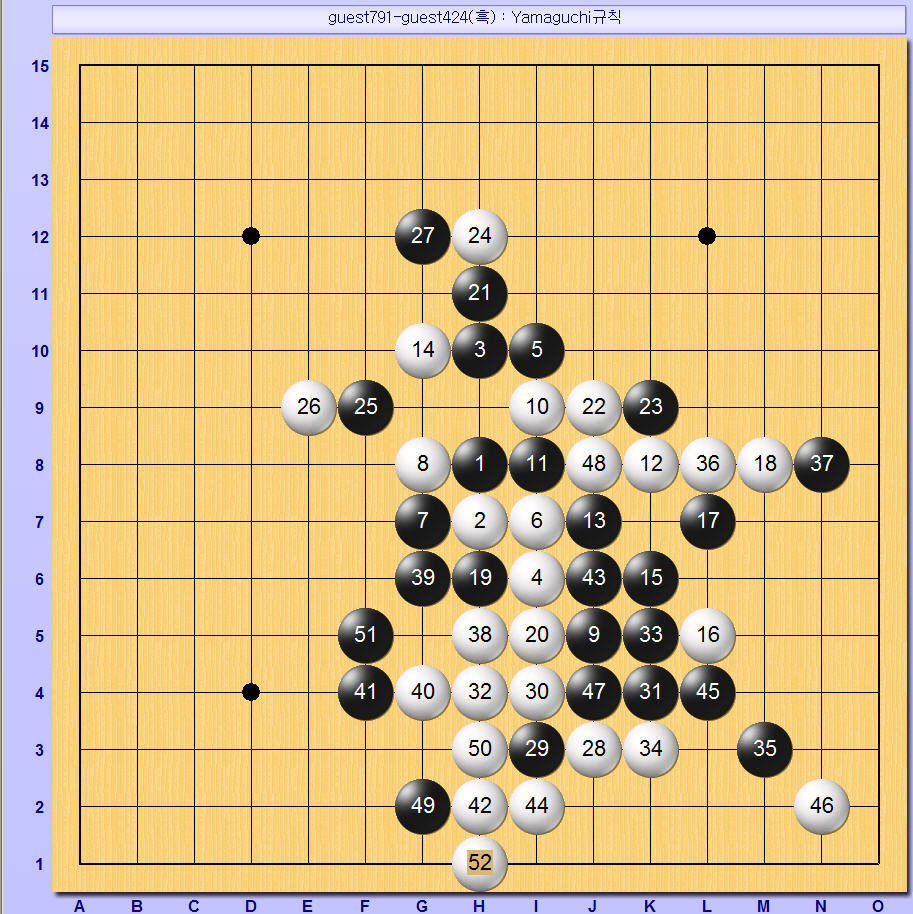 guest791-guest424(흑) : Yamaguchi규칙
15
14
13
12 27 24
11 21
10 14 3 5
9 26 25 10 22 23
8 8 1 11 48 12 36 18 37
7 7 2 6 13 17
6 39 19 4 43 15
5 51 38 20 9 33 16
4 41 40 32 30 47 31 45
3 50 29 28 34 35
2 49 42 44 46
1 52
A B C D E F G H I J K L M N O